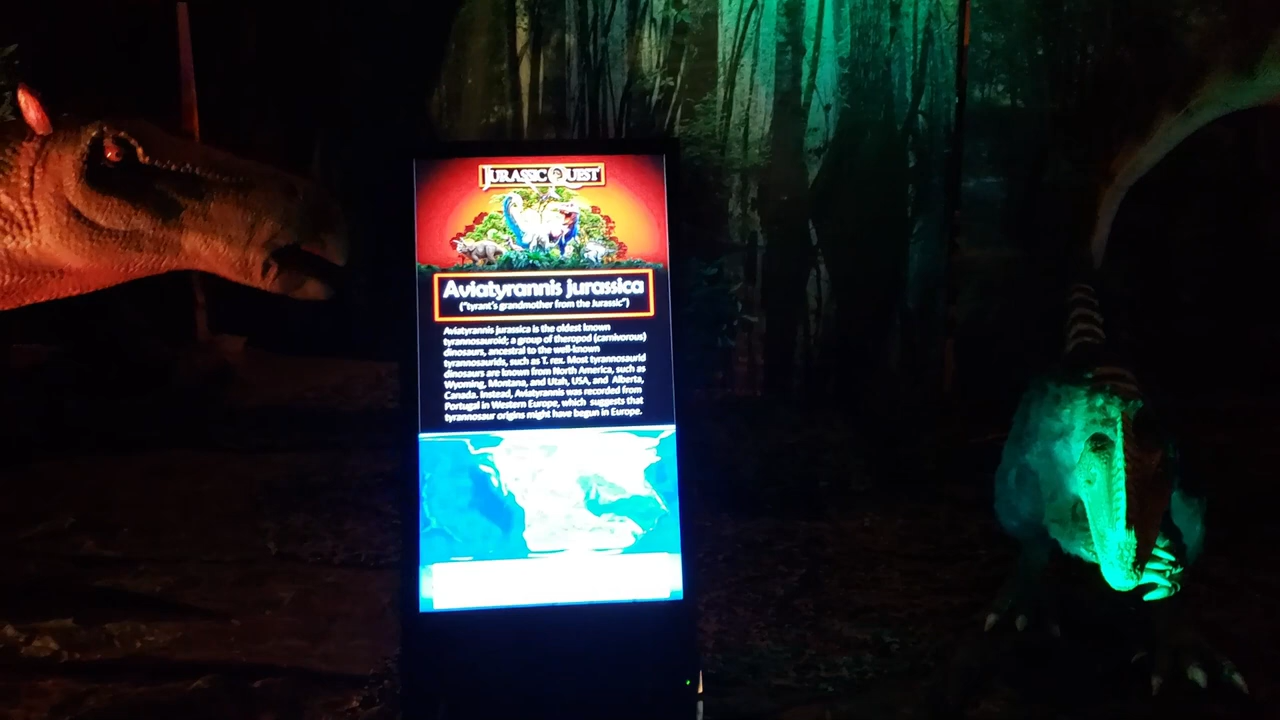 JURASSIC QUEST
Aviatyrannis jurassica
("tyrant's grandmother from the Jurassic")
Aviatyrannis jurassica is the oldest known
tyrannosauroid; a group of theropod (carnivorous)
dinosaurs, ancestral to the well-known
tyrannosaurids, such as T. rex. Most tyrannosaurid
dinosaurs are known from North America, such as
Wyoming, Montana, and Utah, USA, and Alberta,
Canada. Instead, Aviatyrannis was recorded from
Portugal in Western Europe, which suggests that
tyrannosaur origins might have begun in Europe.